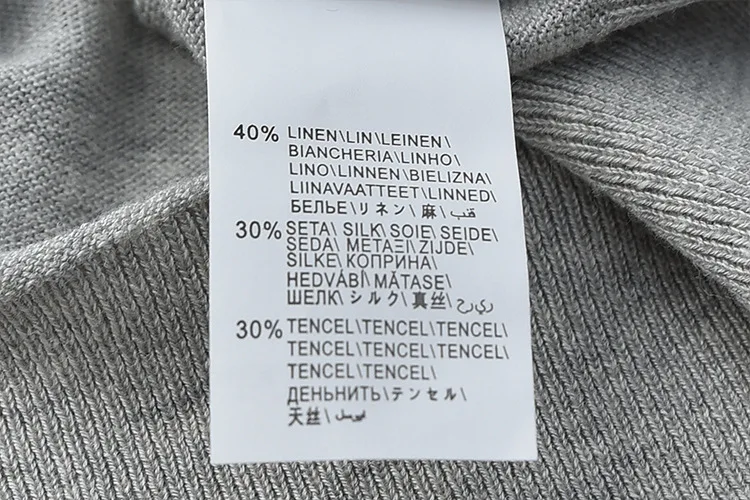 40% LINEN\LIN\LEINEN\
BIANCHERIA\LINHO\
LINO\LINNEN\BIELIZNA\
LIINAVAATTEET\LINNED\
БЕЛЬЕ\リネン\麻\
30% SETA\ SILK\ SOIE\ SEIDE\
SEDA\ METAΞI\ ZIJDE\
SILKE\ КОПРИНА\
HEDVÁBÍ\ MĂTASE\
ШЕЛК\ シルク\ 真丝\ حرير
30% TENCEL\TENCEL\TENCEL\
TENCEL\TENCEL\TENCEL\
TENCEL\TENCEL\
ДЕНЬНИТЬ\テンセル\
天丝\